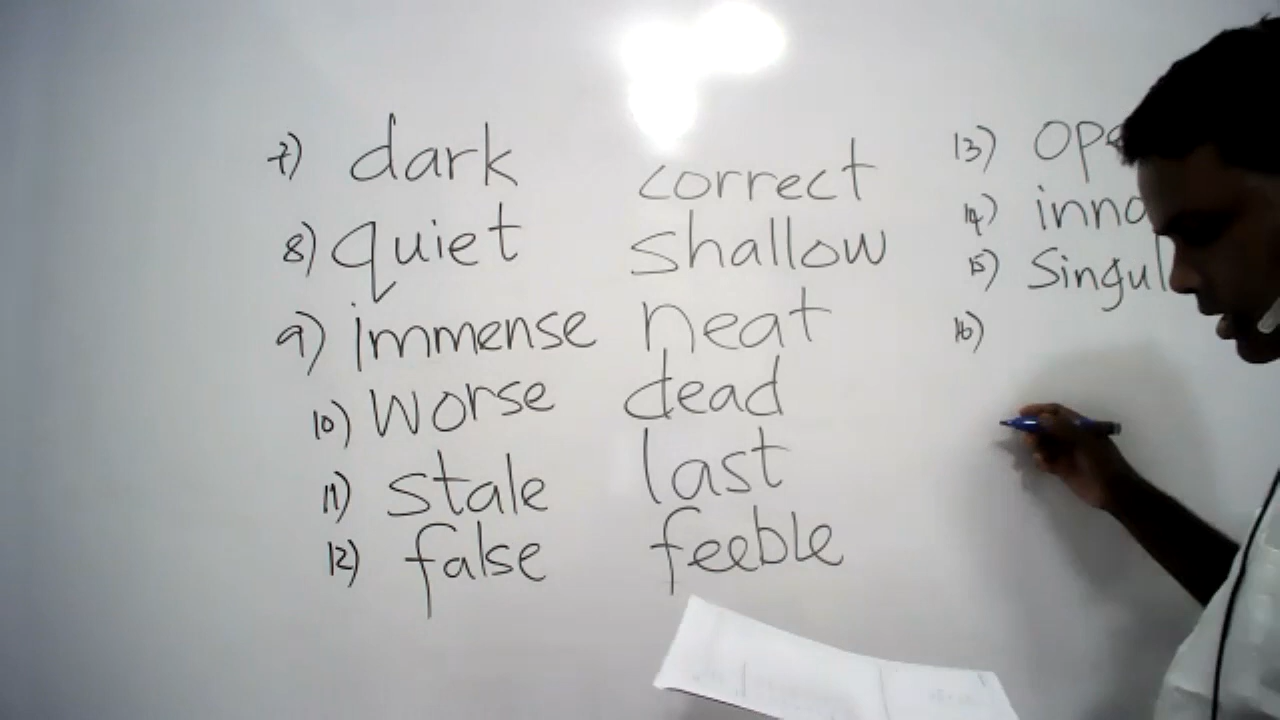 7) dark correct 13) ope
8) quiet shallow 14) inno
9) immense neat 15) Singul
10) worse dead 16)
11) stale last
12) false feeble